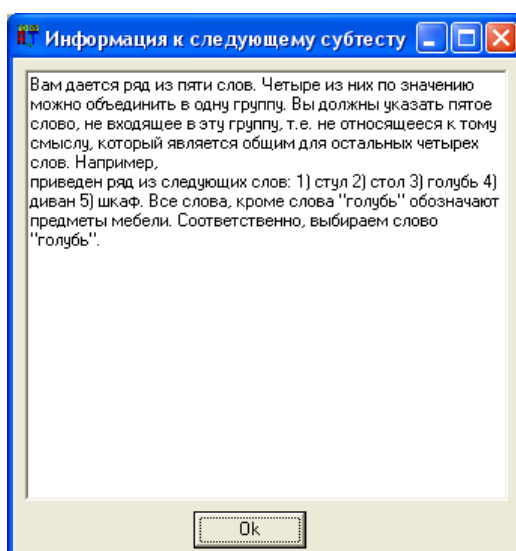 Информация к следующему субтесту
Вам дается ряд из пяти слов. Четыре из них по значению
можно объединить в одну группу. Вы должны указать пятое
слово, не входящее в эту группу, т.е. не относящееся к тому
смыслу, который является общим для остальных четырех
слов. Например,
приведен ряд из следующих слов: 1) стул 2) стол 3) голубь 4)
диван 5) шкаф. Все слова, кроме слова "голубь" обозначают
предметы мебели. Соответственно, выбираем слово
"голубь".
Ok